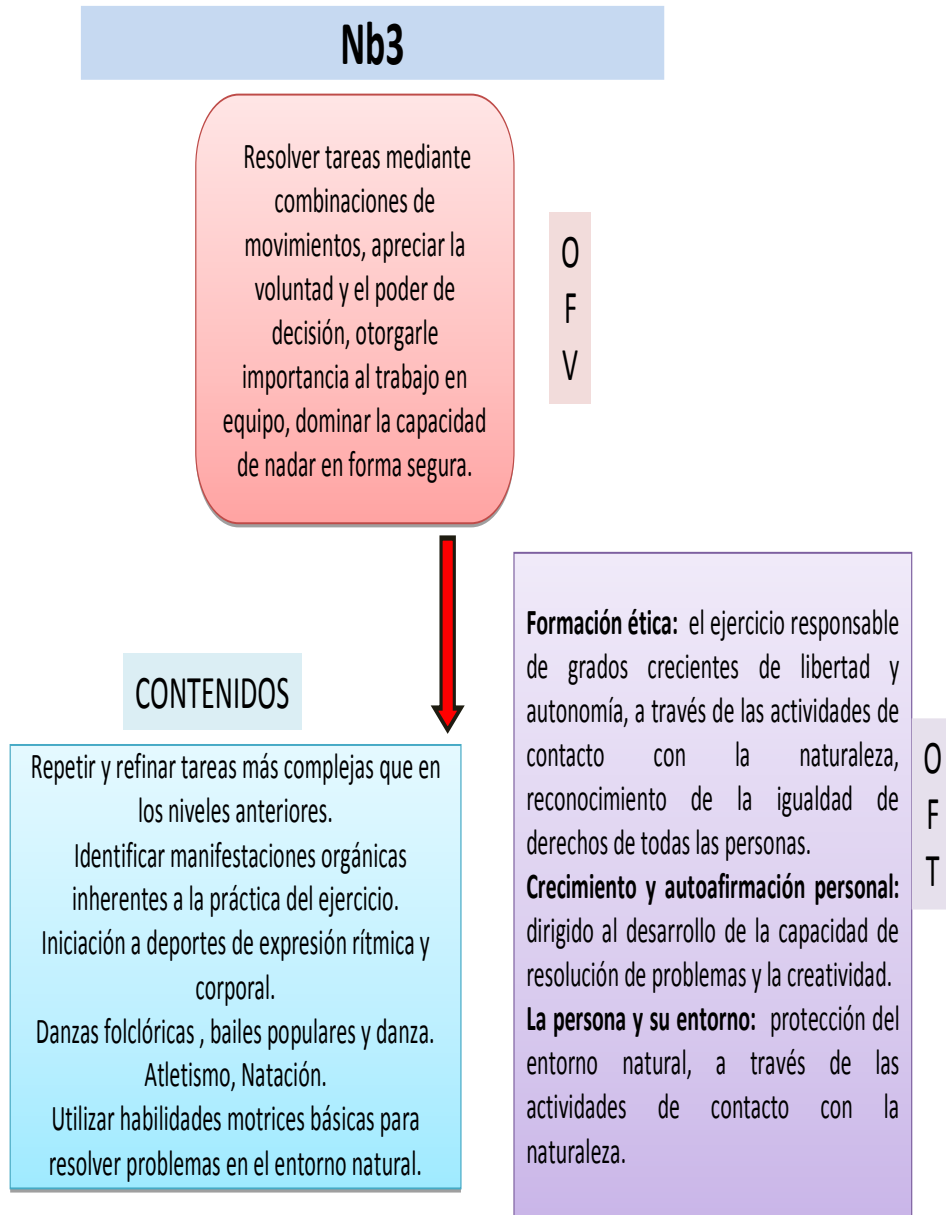 Nb3
Resolver tareas mediante
combinaciones de
movimientos, apreciar la
voluntad y el poder de
decisión, otorgarle
importancia al trabajo en
equipo, dominar la capacidad
de nadar en forma segura.
O
F
V
CONTENIDOS
Repetir y refinar tareas más complejas que en
los niveles anteriores.
Identificar manifestaciones orgánicas
inherentes a la práctica del ejercicio.
Iniciación a deportes de expresión rítmica y
corporal.
Danzas folclóricas , bailes populares y danza.
Atletismo, Natación.
Utilizar habilidades motrices básicas para
resolver problemas en el entorno natural.
Formación ética: el ejercicio responsable
de grados crecientes de libertad y
autonomía, a través de las actividades de
contacto con la naturaleza,
reconocimiento de la igualdad de
derechos de todas las personas.
Crecimiento y autoafirmación personal:
dirigido al desarrollo de la capacidad de
resolución de problemas y la creatividad.
La persona y su entorno: protección del
entorno natural, a través de las
actividades de contacto con la
naturaleza.
O
F
T